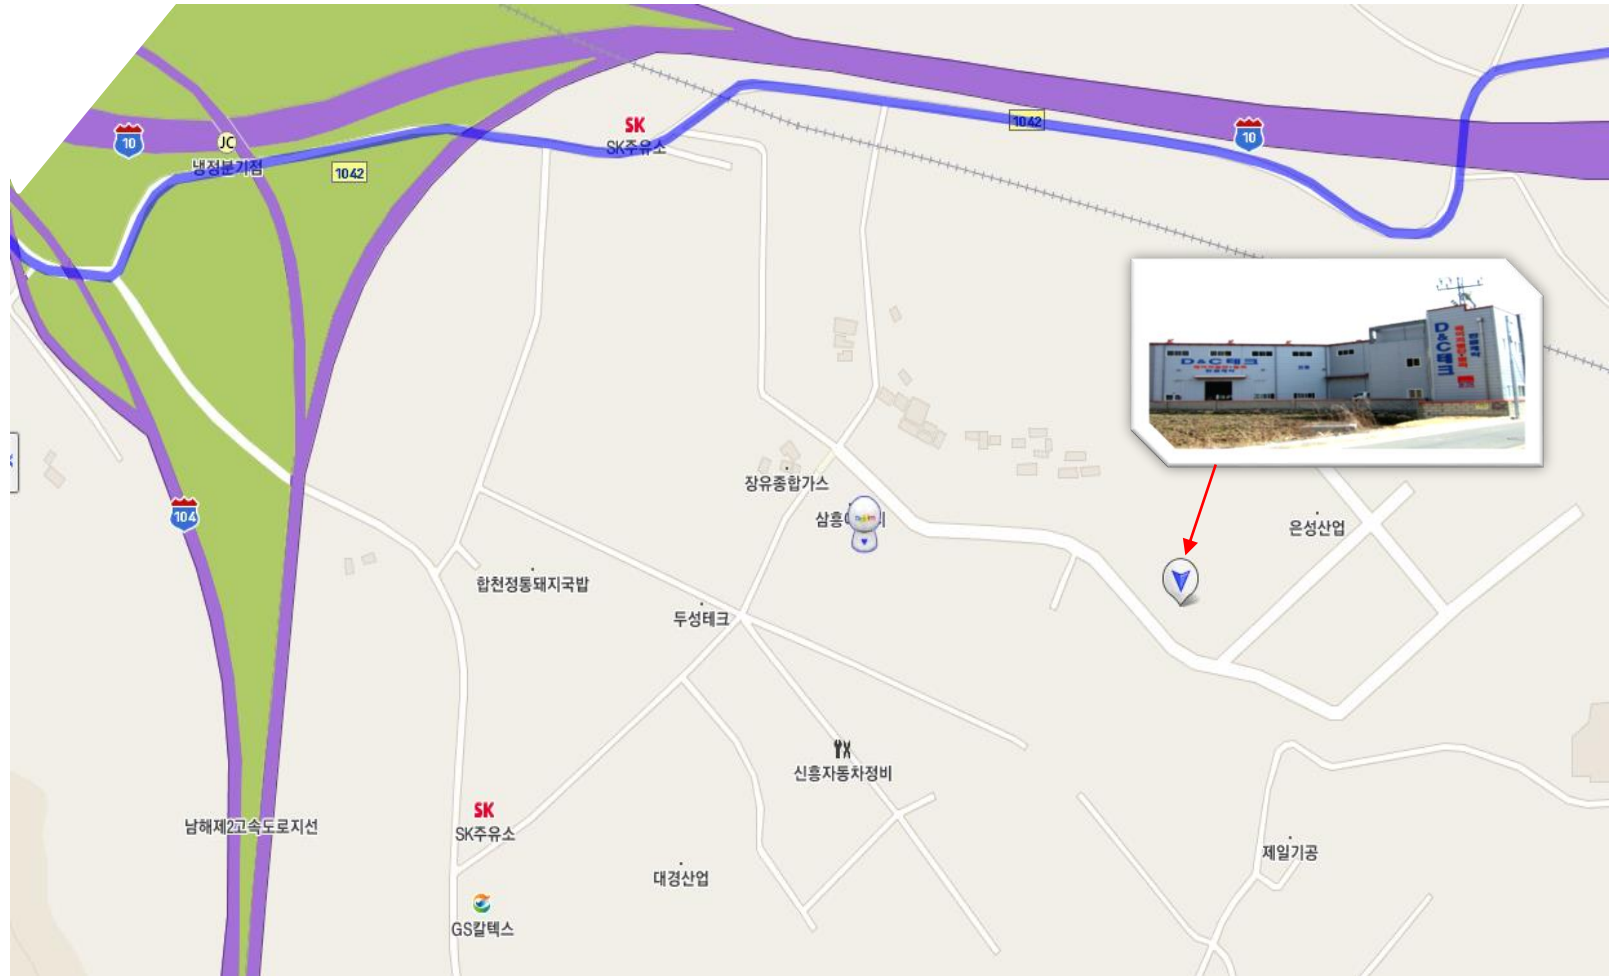 SK
SK주유소
1042
10
JC
냉정분기점
10
1042
D&C테크
D&C테크
장유종합가스
삼흥
104
은성산업
합천정통돼지국밥
두성테크
신흥자동차정비
SK
SK주유소
남해제2고속도로지선
제일기공
대경산업
GS칼텍스